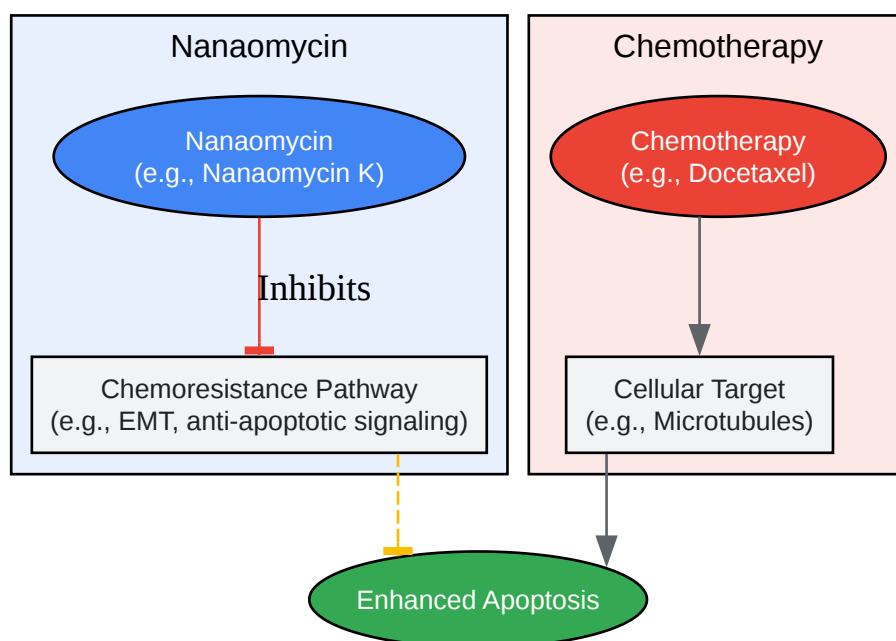 Nanaomycin
Chemotherapy
Nanaomycin
(e.g., Nanaomycin K)
Chemotherapy
(e.g., Docetaxel)
Inhibits
Chemoresistance Pathway
(e.g., EMT, anti-apoptotic signaling)
Cellular Target
(e.g., Microtubules)
Enhanced Apoptosis